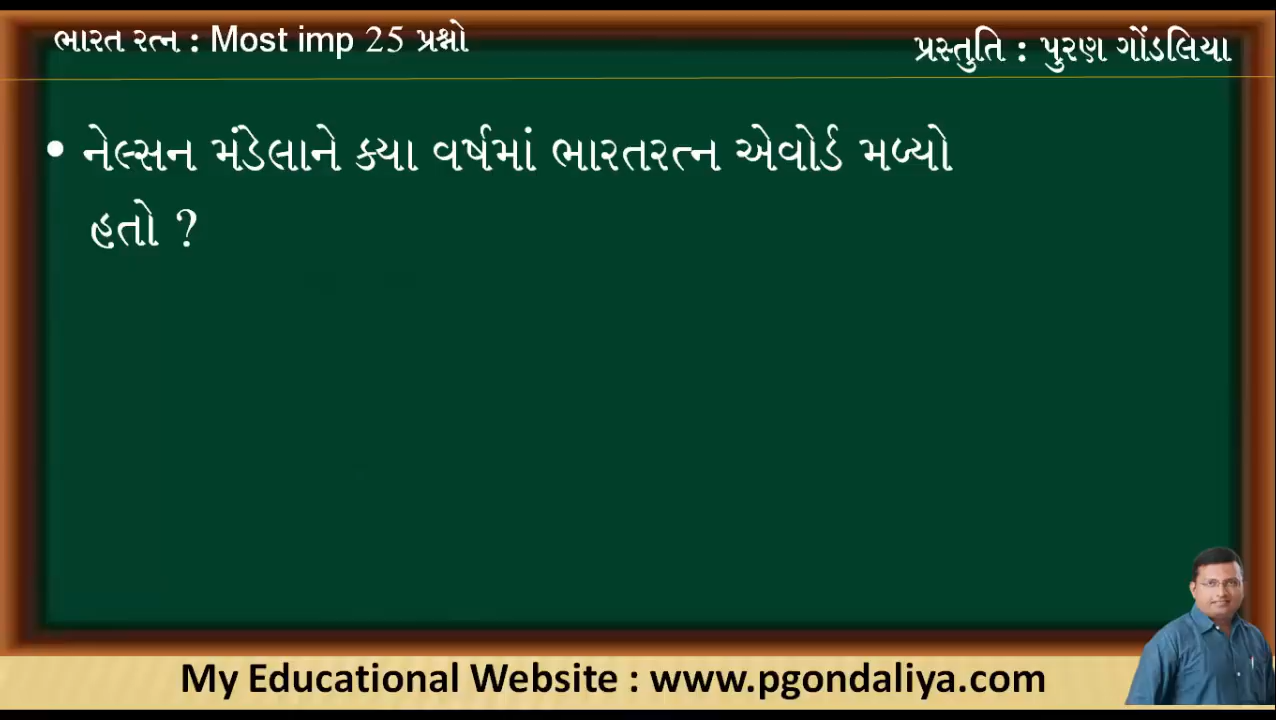 ભારત રત્ન : Most imp 25 પ્રશ્નો
પ્રસ્તુતિ : પુરણ ગોંડલિયા
• નેલ્સન મંડેલાને ક્યા વર્ષમાં ભારતરત્ન એવોર્ડ મળ્યો
હતો ?
My Educational Website : www.pgondaliya.com